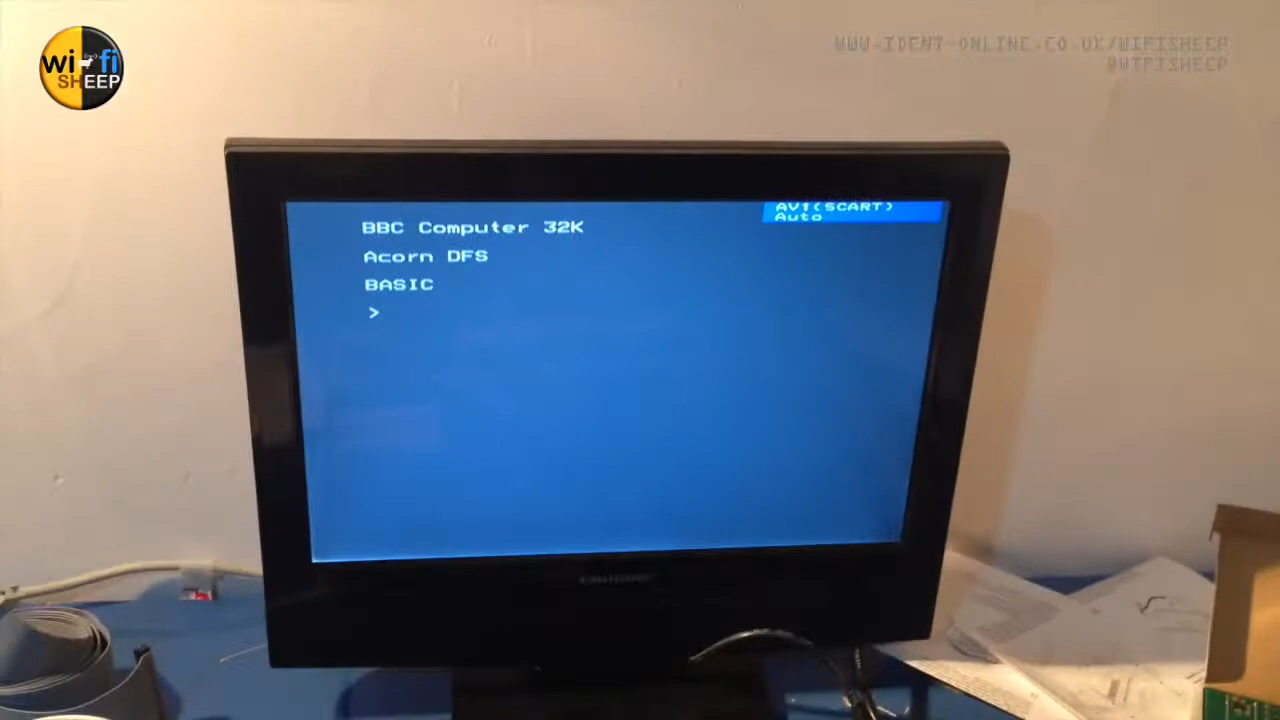 wi-fi
SHEEP
WWW.IDENT-ONLINE.CO.UK/WIFISHEEP
@WIFISHEEP
AV1(SCART)
Auto
BBC Computer 32K
Acorn DFS
BASIC
>